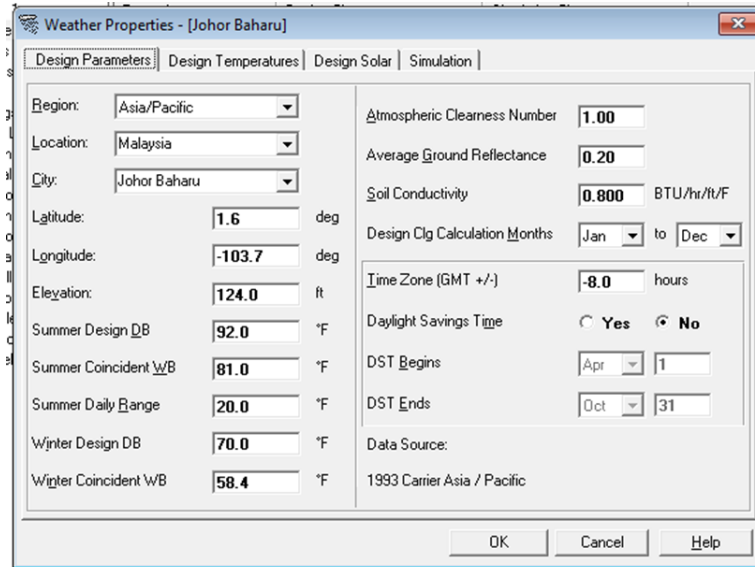 Weather Properties - [Johor Baharu]
Design Parameters Design Temperatures Design Solar Simulation
Region: Asia/Pacific
Location: Malaysia
City: Johor Baharu
Latitude: 1.6 deg
Longitude: -103.7 deg
Elevation: 124.0 ft
Summer Design DB 92.0 °F
Summer Coincident WB 81.0 °F
Summer Daily Range 20.0 °F
Winter Design DB 70.0 °F
Winter Coincident WB 58.4 °F
Atmospheric Clearness Number 1.00
Average Ground Reflectance 0.20
Soil Conductivity 0.800 BTU/hr/ft/F
Design Clg Calculation Months Jan to Dec
Time Zone (GMT +/-) -8.0 hours
Daylight Savings Time Yes No
DST Begins Apr 1
DST Ends Oct 31
Data Source:
1993 Carrier Asia / Pacific
OK Cancel Help